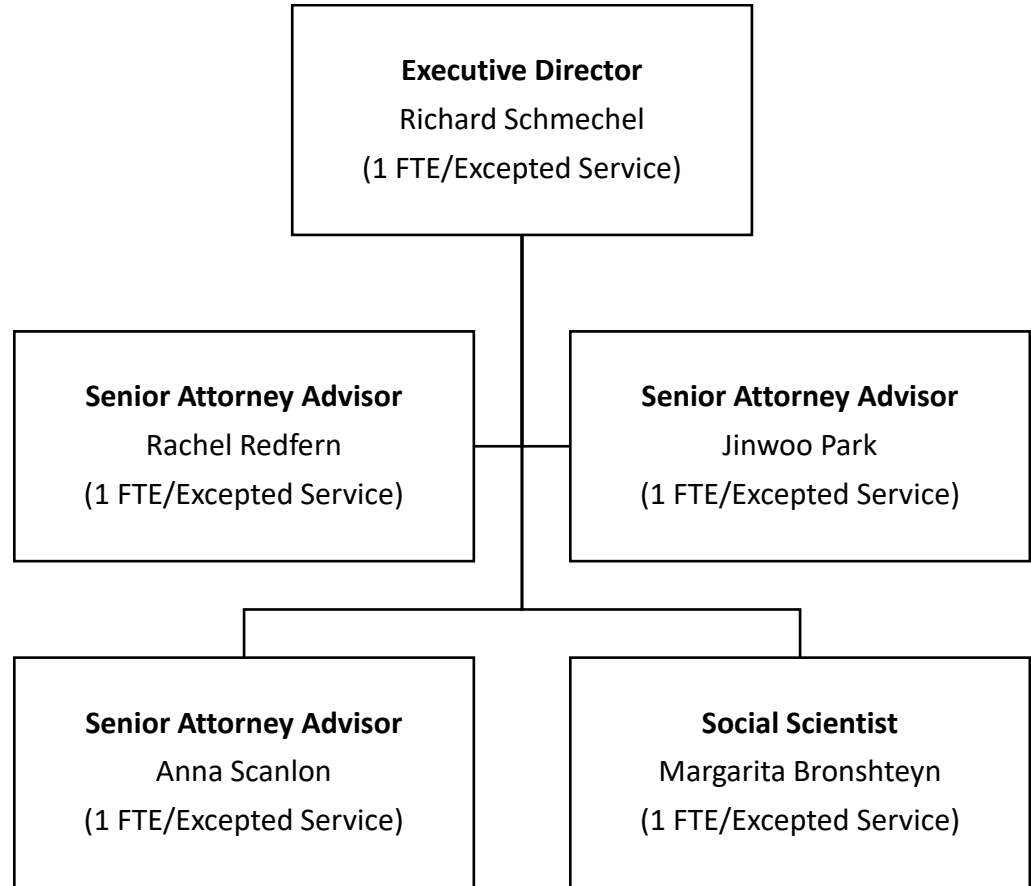 Executive Director
Richard Schmechel
(1 FTE/Excepted Service)
Senior Attorney Advisor
Rachel Redfern
(1 FTE/Excepted Service)
Senior Attorney Advisor
Jinwoo Park
(1 FTE/Excepted Service)
Senior Attorney Advisor
Anna Scanlon
(1 FTE/Excepted Service)
Social Scientist
Margarita Bronshteyn
(1 FTE/Excepted Service)